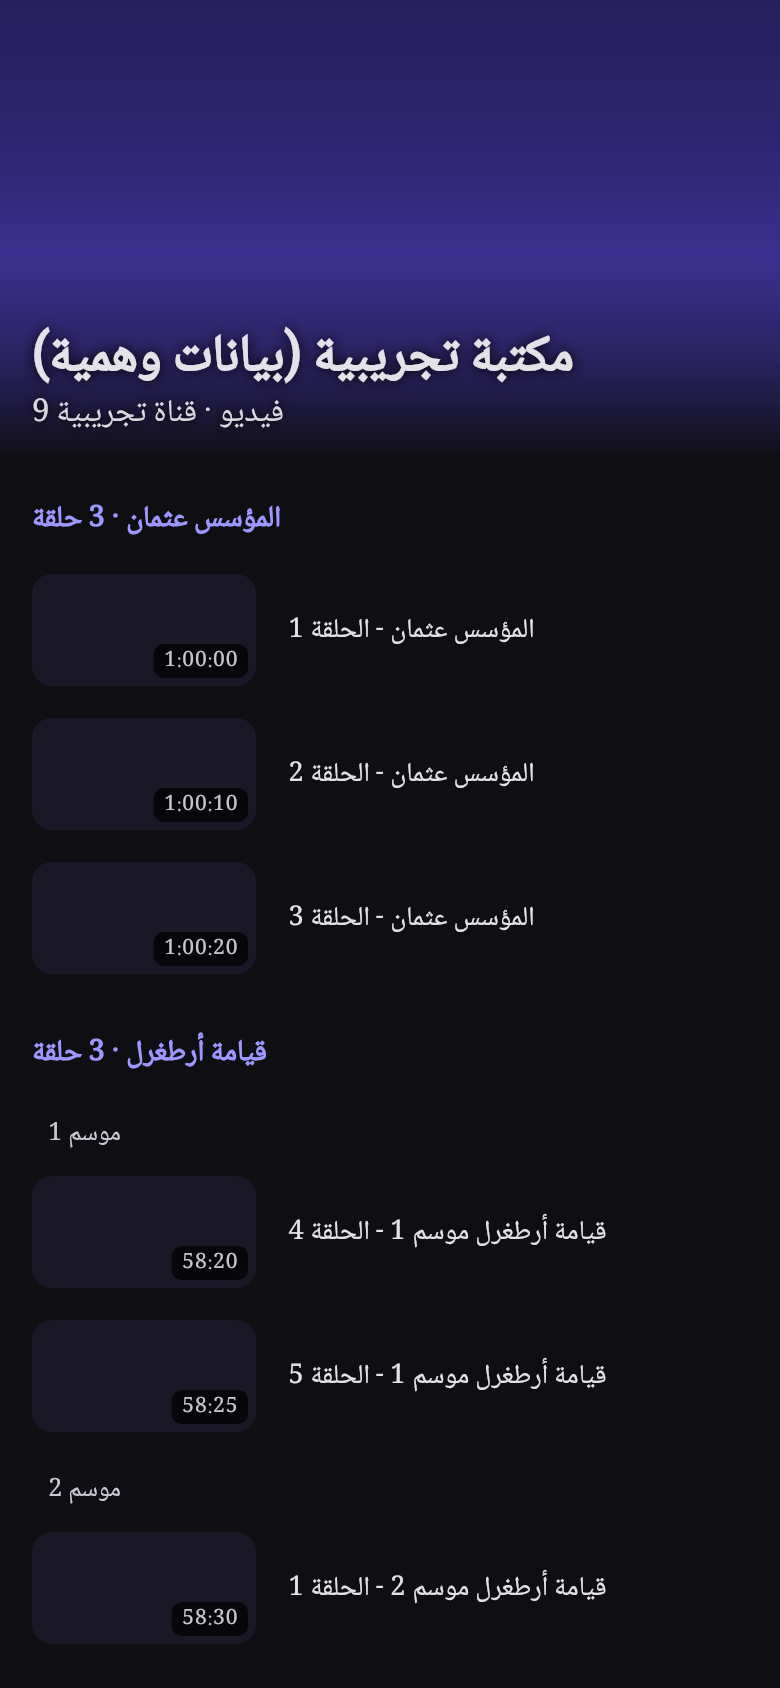 مكتبة تجريبية (بيانات وهمية)
فيديو · قناة تجريبية 9
المؤسس عثمان · 3 حلقة
المؤسس عثمان - الحلقة 1
1:00:00
المؤسس عثمان - الحلقة 2
1:00:10
المؤسس عثمان - الحلقة 3
1:00:20
قيامة أرطغرل · 3 حلقة
موسم 1
قيامة أرطغرل موسم 1 - الحلقة 4
58:20
قيامة أرطغرل موسم 1 - الحلقة 5
58:25
موسم 2
قيامة أرطغرل موسم 2 - الحلقة 1
58:30